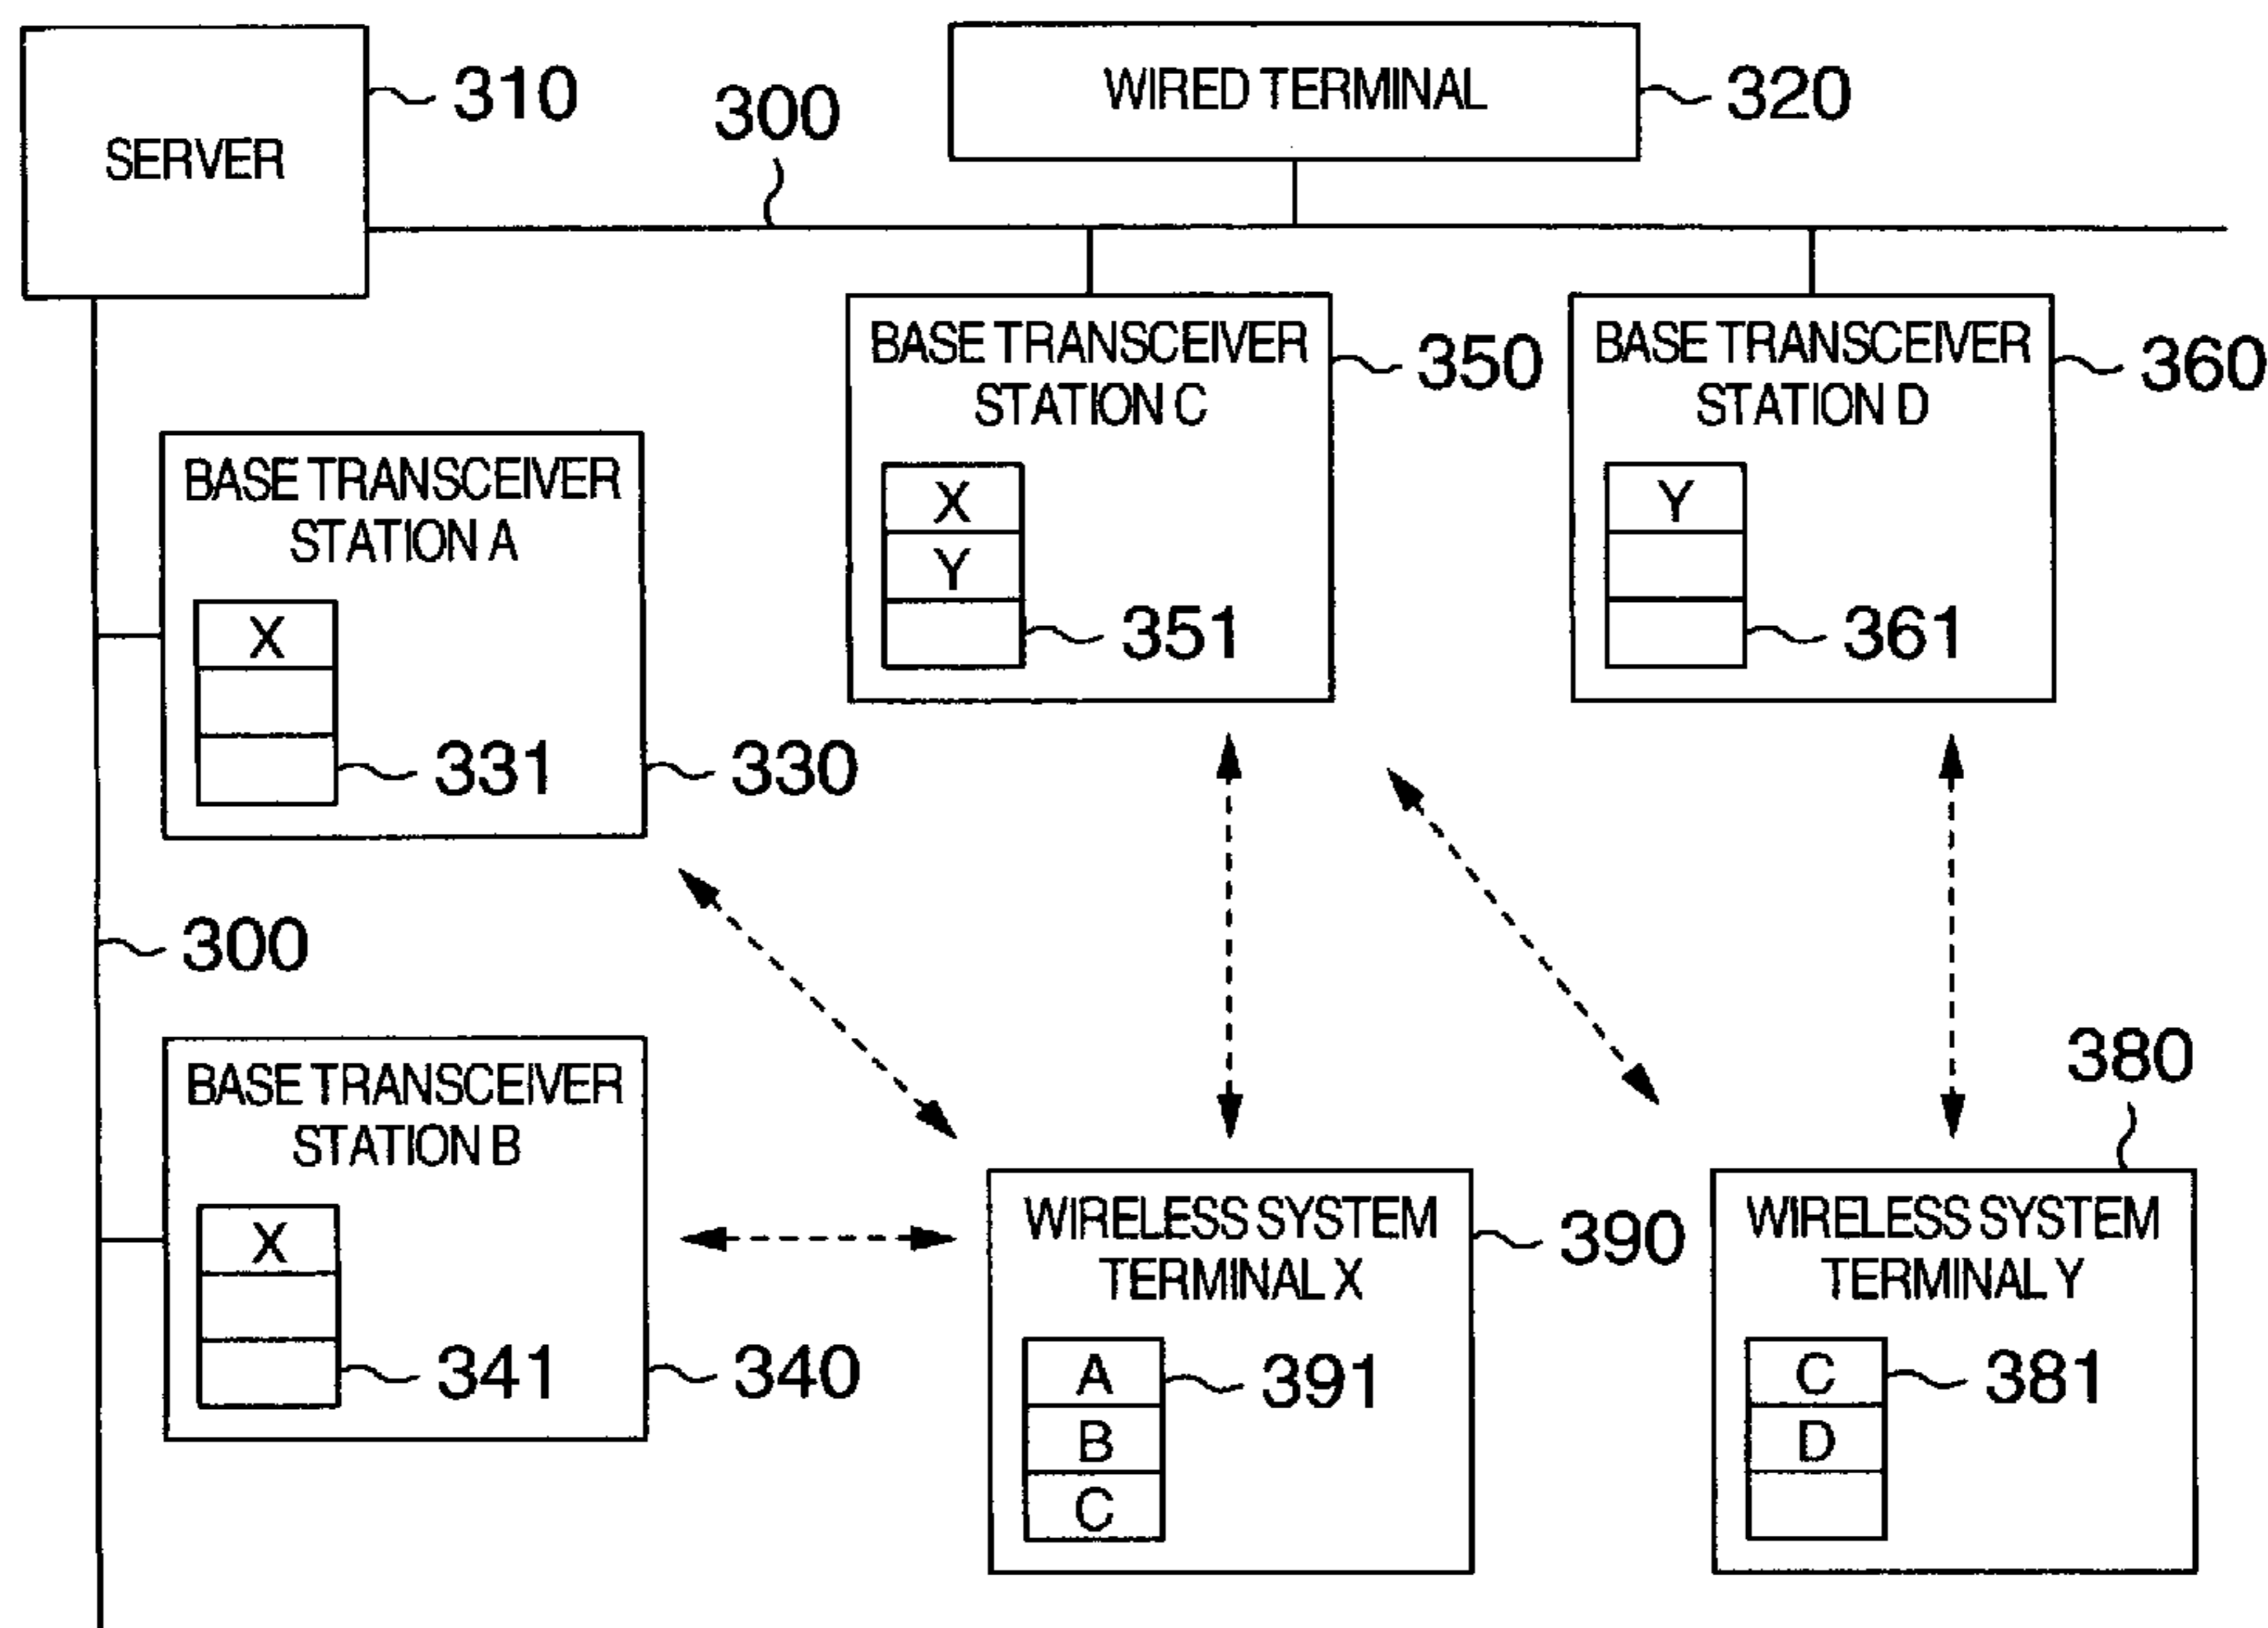 SERVER
310
300
WIRED TERMINAL
320
BASE TRANSCEIVER
STATION C
X
Y
351
350
BASE TRANSCEIVER
STATION D
Y
361
360
BASE TRANSCEIVER
STATION A
X
331
330
300
BASE TRANSCEIVER
STATION B
X
341
340
WIRELESS SYSTEM
TERMINAL X
A
B
C
391
390
380
WIRELESS SYSTEM
TERMINAL Y
C
D
381